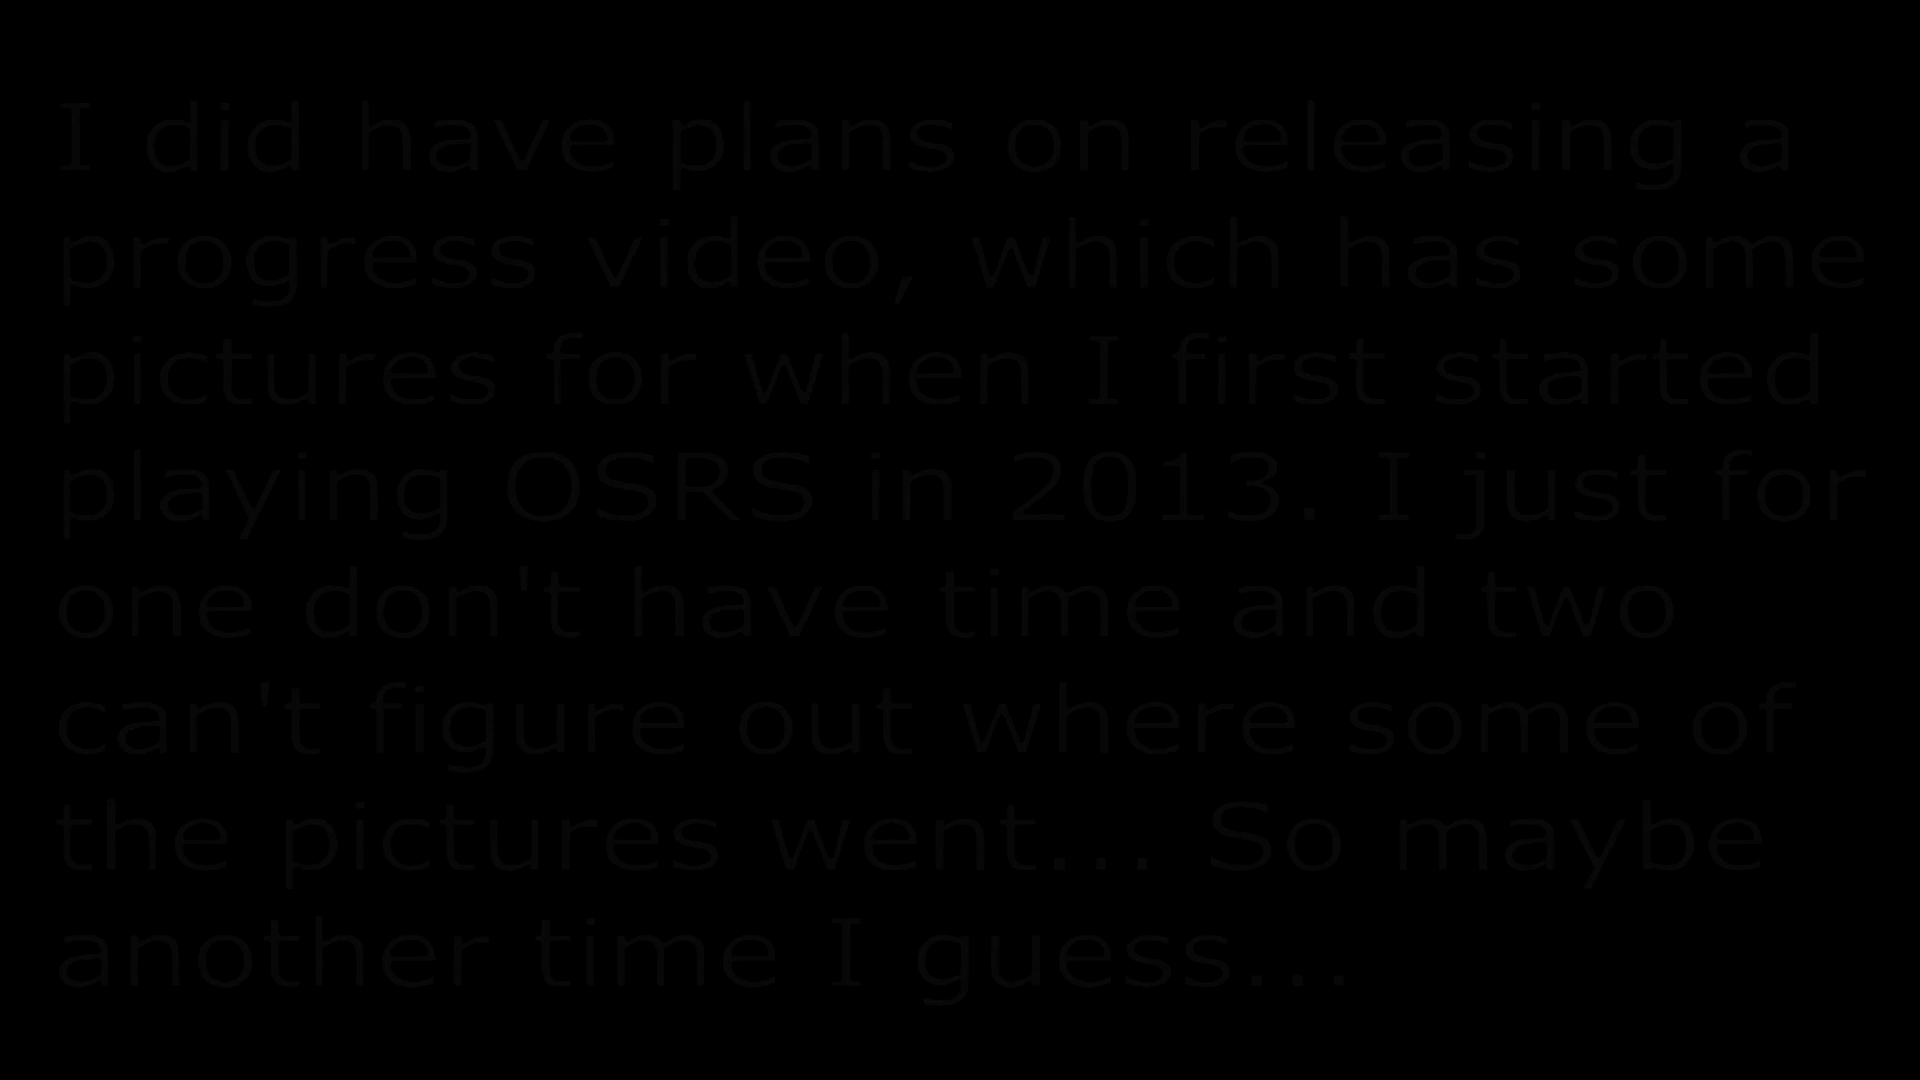 I did have plans on releasing a
progress video, which has some
pictures for when I first started
playing OSRS in 2013. I just for
one don't have time and two
can't figure out where some of
the pictures went... So maybe
another time I guess...